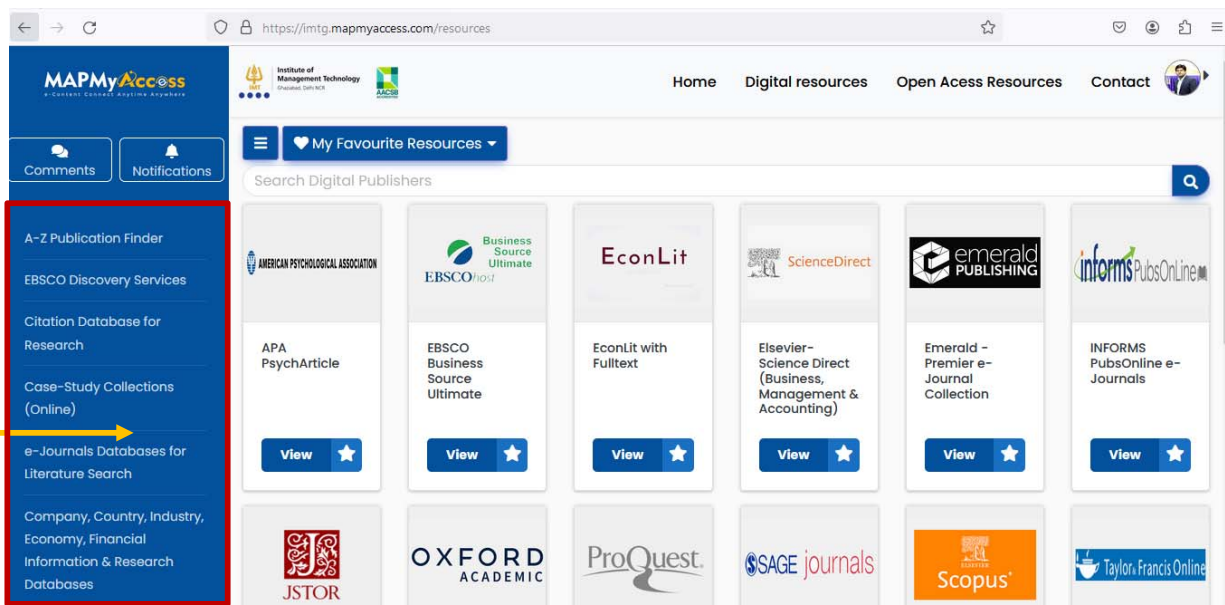 https://imtg.mapmyaccess.com/resources
MAPMyAccess
e-Content Connect Anytime Anywhere
Institute of
Management Technology
Ghaziabad, Delhi NCR
IMT
AACSB
ACCREDITED
Home
Digital resources
Open Acess Resources
Contact
Comments
Notifications
My Favourite Resources
Search Digital Publishers
A-Z Publication Finder
EBSCO Discovery Services
Citation Database for
Research
Case-Study Collections
(Online)
e-Journals Databases for
Literature Search
Company, Country, Industry,
Economy, Financial
Information & Research
Databases
AMERICAN PSYCHOLOGICAL ASSOCIATION
APA
PsychArticle
View
Business
Source
Ultimate
EBSCOhost
EBSCO
Business
Source
Ultimate
View
EconLit
EconLit with
Fulltext
View
ScienceDirect
Elsevier-
Science Direct
(Business,
Management &
Accounting)
View
emerald
PUBLISHING
Emerald -
Premier e-
Journal
Collection
View
informs PubsOnLine
INFORMS
PubsOnline e-
Journals
View
JSTOR
OXFORD
ACADEMIC
ProQuest
SAGE journals
Scopus
Taylor & Francis Online